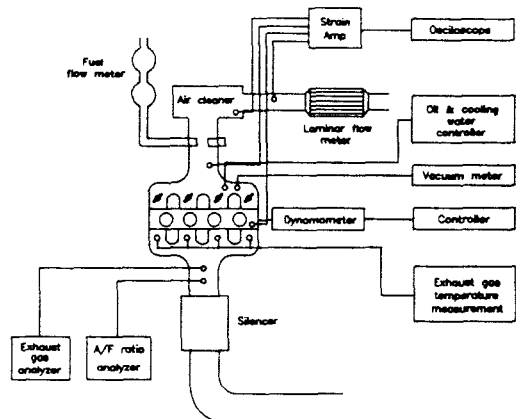 Strain
Amp
Osciloscope
Fuel
flow meter
Air cleaner
Laminar flow
meter
Oil & cooling
water
controller
Vacuum meter
Dynamometer
Controller
Exhaust gas
temperature
measurement
Silencer
Exhaust
gas
analyzer
A/F ratio
analyzer